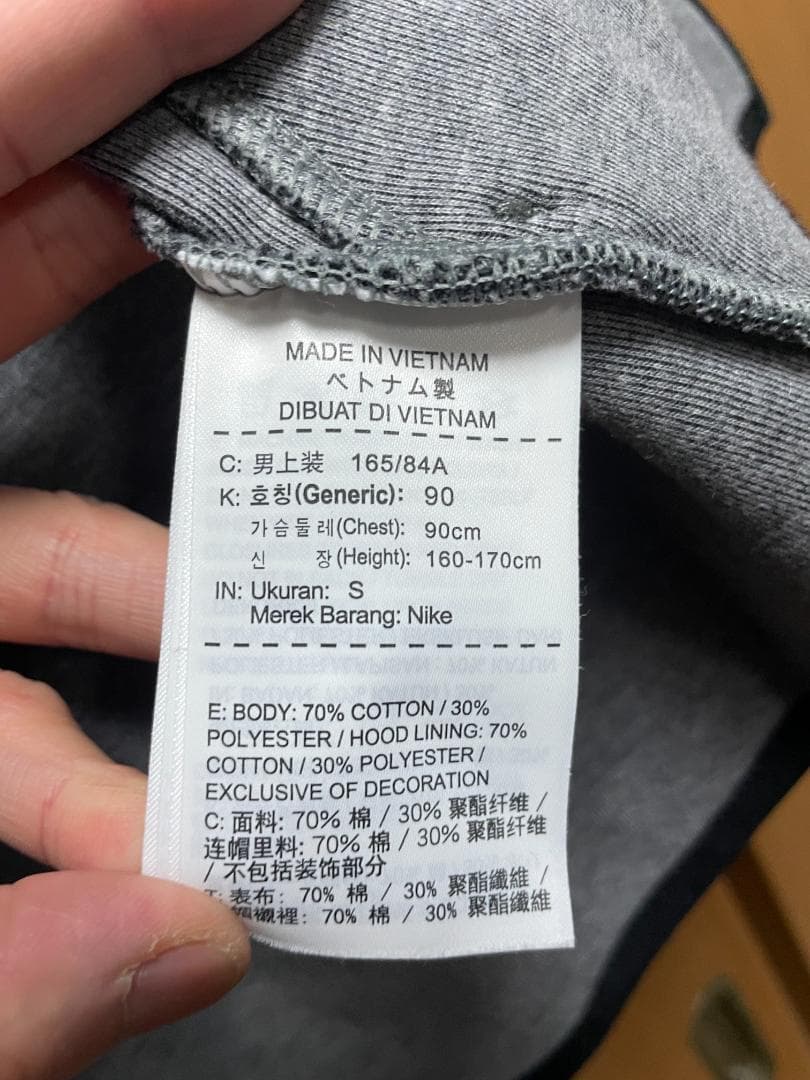 MADE IN VIETNAM
ベトナム製
DIBUAT DI VIETNAM
C: 男上装 165/84A
K: 호칭(Generic): 90
가슴둘레(Chest): 90cm
신 장(Height): 160-170cm
IN: Ukuran: S
Merek Barang: Nike
E: BODY: 70% COTTON / 30%
POLYESTER / HOOD LINING: 70%
COTTON / 30% POLYESTER /
EXCLUSIVE OF DECORATION
C: 面料: 70% 棉 / 30% 聚酯纤维 /
连帽里料: 70% 棉 / 30% 聚酯纤维
/ 不包括装饰部分
T: 表布: 70% 棉 / 30% 聚酯纖維 /
襯裡: 70% 棉 / 30% 聚酯纖維